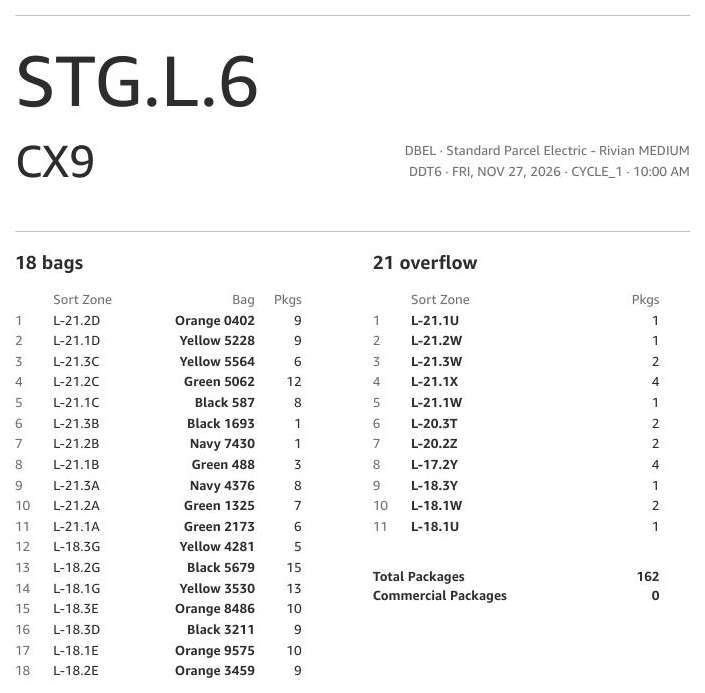 STG.L.6
CX9
DBEL · Standard Parcel Electric - Rivian MEDIUM
DDT6 · FRI, NOV 27, 2026 · CYCLE_1 · 10:00 AM
18 bags
Sort Zone Bag Pkgs
1 L-21.2D Orange 0402 9
2 L-21.1D Yellow 5228 9
3 L-21.3C Yellow 5564 6
4 L-21.2C Green 5062 12
5 L-21.1C Black 587 8
6 L-21.3B Black 1693 1
7 L-21.2B Navy 7430 1
8 L-21.1B Green 488 3
9 L-21.3A Navy 4376 8
10 L-21.2A Green 1325 7
11 L-21.1A Green 2173 6
12 L-18.3G Yellow 4281 5
13 L-18.2G Black 5679 15
14 L-18.1G Yellow 3530 13
15 L-18.3E Orange 8486 10
16 L-18.3D Black 3211 9
17 L-18.1E Orange 9575 10
18 L-18.2E Orange 3459 9
21 overflow
Sort Zone Pkgs
1 L-21.1U 1
2 L-21.2W 1
3 L-21.3W 2
4 L-21.1X 4
5 L-21.1W 1
6 L-20.3T 2
7 L-20.2Z 2
8 L-17.2Y 4
9 L-18.3Y 1
10 L-18.1W 2
11 L-18.1U 1
Total Packages 162
Commercial Packages 0